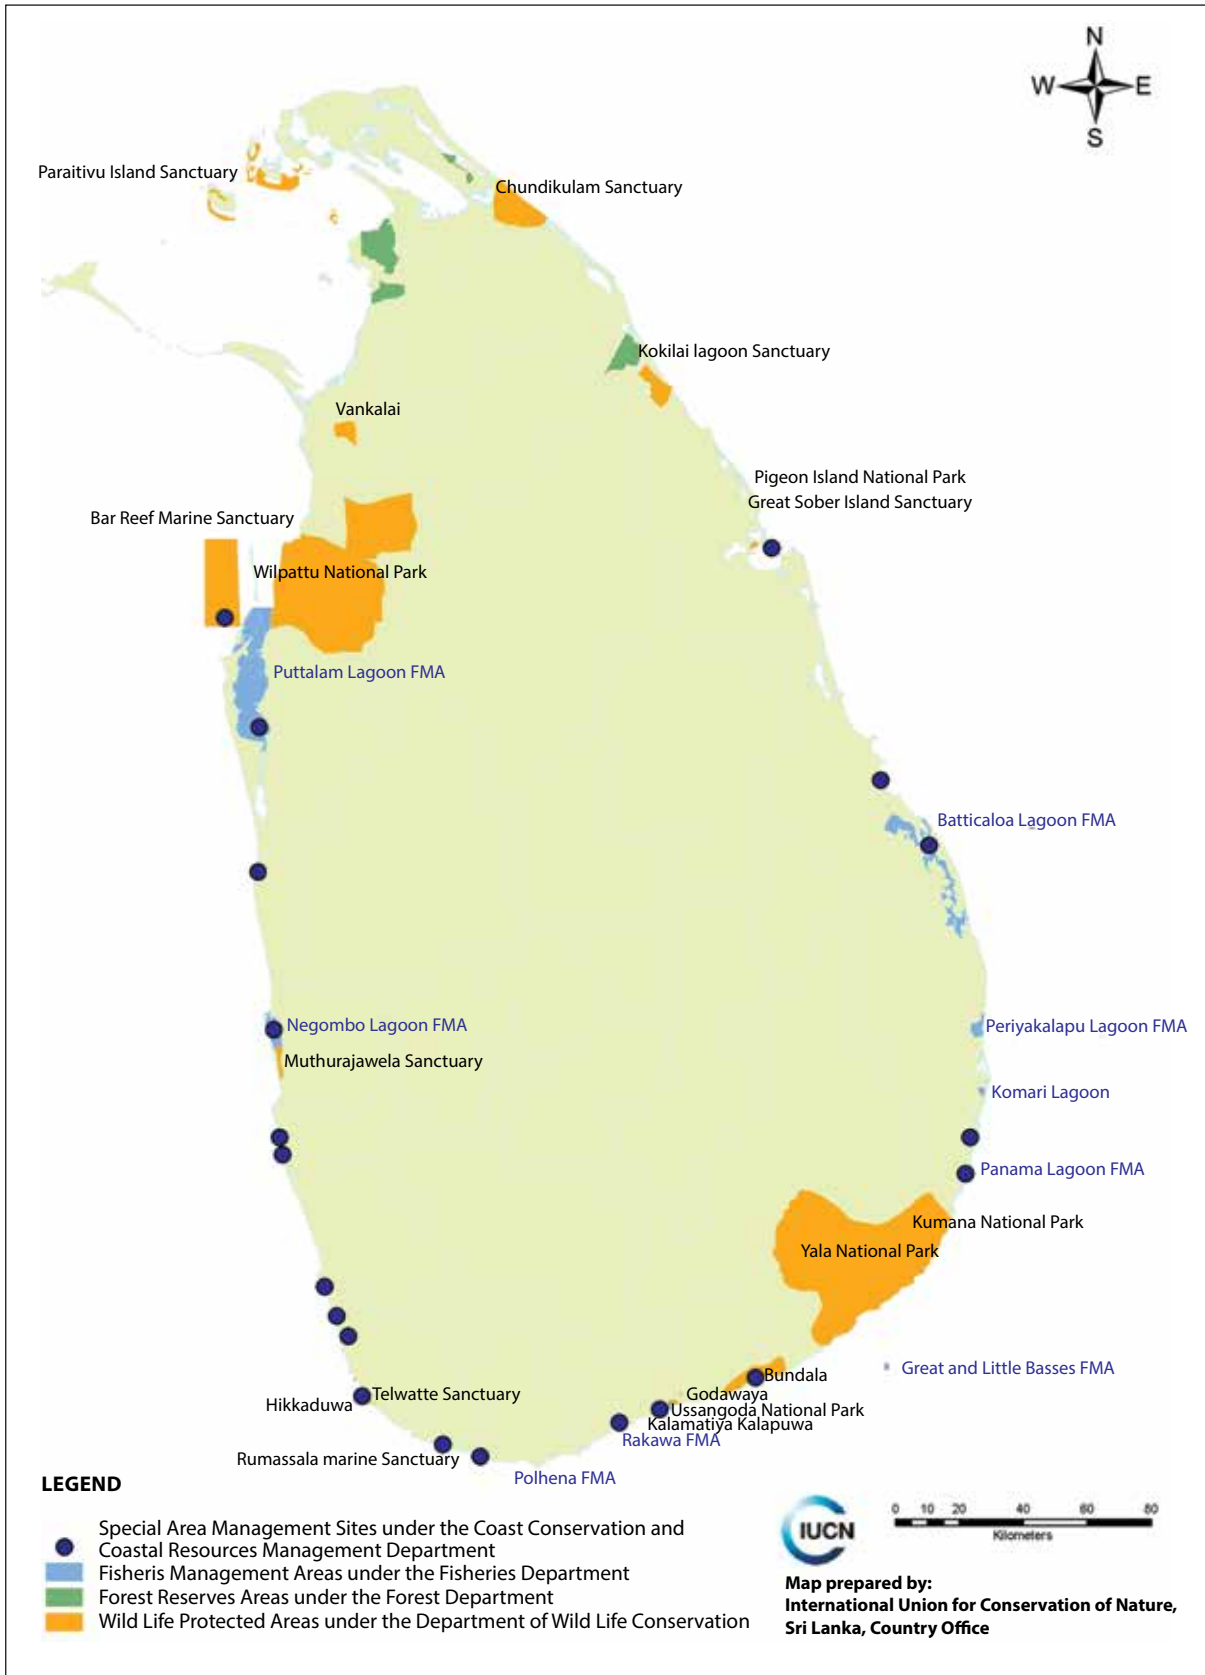 N
W E
S
Paraitivu Island Sanctuary
Chundikulam Sanctuary
Kokilai lagoon Sanctuary
Vankalai
Pigeon Island National Park
Great Sober Island Sanctuary
Bar Reef Marine Sanctuary
Wilpattu National Park
Puttalam Lagoon FMA
Batticaloa Lagoon FMA
Negombo Lagoon FMA
Periyakalapu Lagoon FMA
Muthurajawela Sanctuary
Komari Lagoon
Panama Lagoon FMA
Kumana National Park
Yala National Park
Great and Little Basses FMA
Bundala
Godawaya
Telwatte Sanctuary
Hikkaduwa
Ussangoda National Park
Kalamatiya Kalapuwa
Rakawa FMA
Rumassala marine Sanctuary
Polhena FMA
LEGEND
Special Area Management Sites under the Coast Conservation and
Coastal Resources Management Department
Fisheris Management Areas under the Fisheries Department
Forest Reserves Areas under the Forest Department
Wild Life Protected Areas under the Department of Wild Life Conservation
IUCN
0 10 20 40 60 80
Kilometers
Map prepared by:
International Union for Conservation of Nature,
Sri Lanka, Country Office